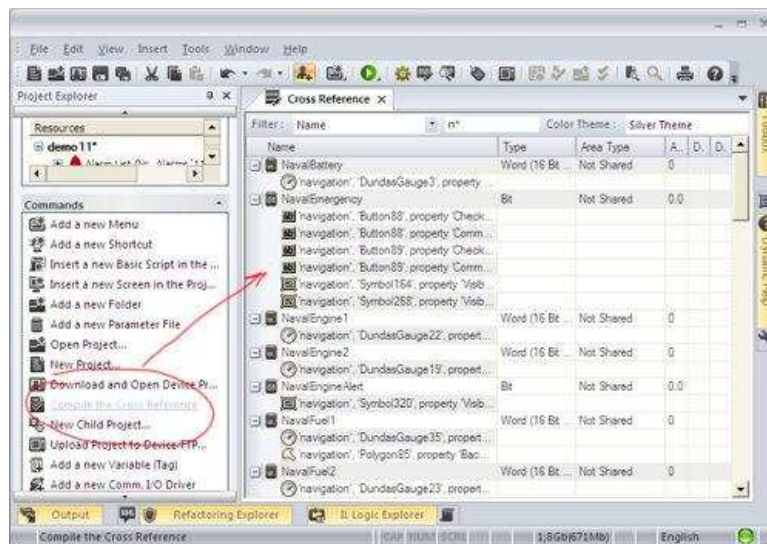 File Edit View Insert Tools Window Help
Project Explorer
Cross Reference
Filter: Name n*
Color Theme: Silver Theme
Resources
demo11*
Name Type Area Type A.. D. D.
NavalBattery Word (16 Bit ... Not Shared 0
'navigation', 'DundasGauge3', property ...
NavalEmergency Bit Not Shared 0.0
'navigation', 'Button88', property 'Check...
'navigation', 'Button88', property 'Comm...
'navigation', 'Button89', property 'Check...
'navigation', 'Button89', property 'Comm...
'navigation', 'Symbol164', property 'Visib...
'navigation', 'Symbol268', property 'Visib...
NavalEngine1 Word (16 Bit ... Not Shared 0
'navigation', 'DundasGauge22', propert...
NavalEngine2 Word (16 Bit ... Not Shared 0
'navigation', 'DundasGauge19', propert...
NavalEngineAlert Bit Not Shared 0.0
'navigation', 'Symbol320', property 'Visib...
NavalFuel1 Word (16 Bit ... Not Shared 0
'navigation', 'DundasGauge35', propert...
'navigation', 'Polygon85', property 'Bac...
NavalFuel2 Word (16 Bit ... Not Shared 0
'navigation', 'DundasGauge23', propert...
Commands
Add a new Menu
Add a new Shortcut
Insert a new Basic Script in the ...
Insert a new Screen in the Proj...
Add a new Folder
Add a new Parameter File
Open Project...
New Project...
Download and Open Device Pr...
Compile the Cross Reference
New Child Project...
Upload Project to Device/FTP...
Add a new Variable (Tag)
Add a new Comm. I/O Driver
Toolbox
Dynamic Help
Output
Refactoring Explorer
IL Logic Explorer
Compile the Cross Reference
CAP NUM SCRL
1,8Gb(671Mb)
English